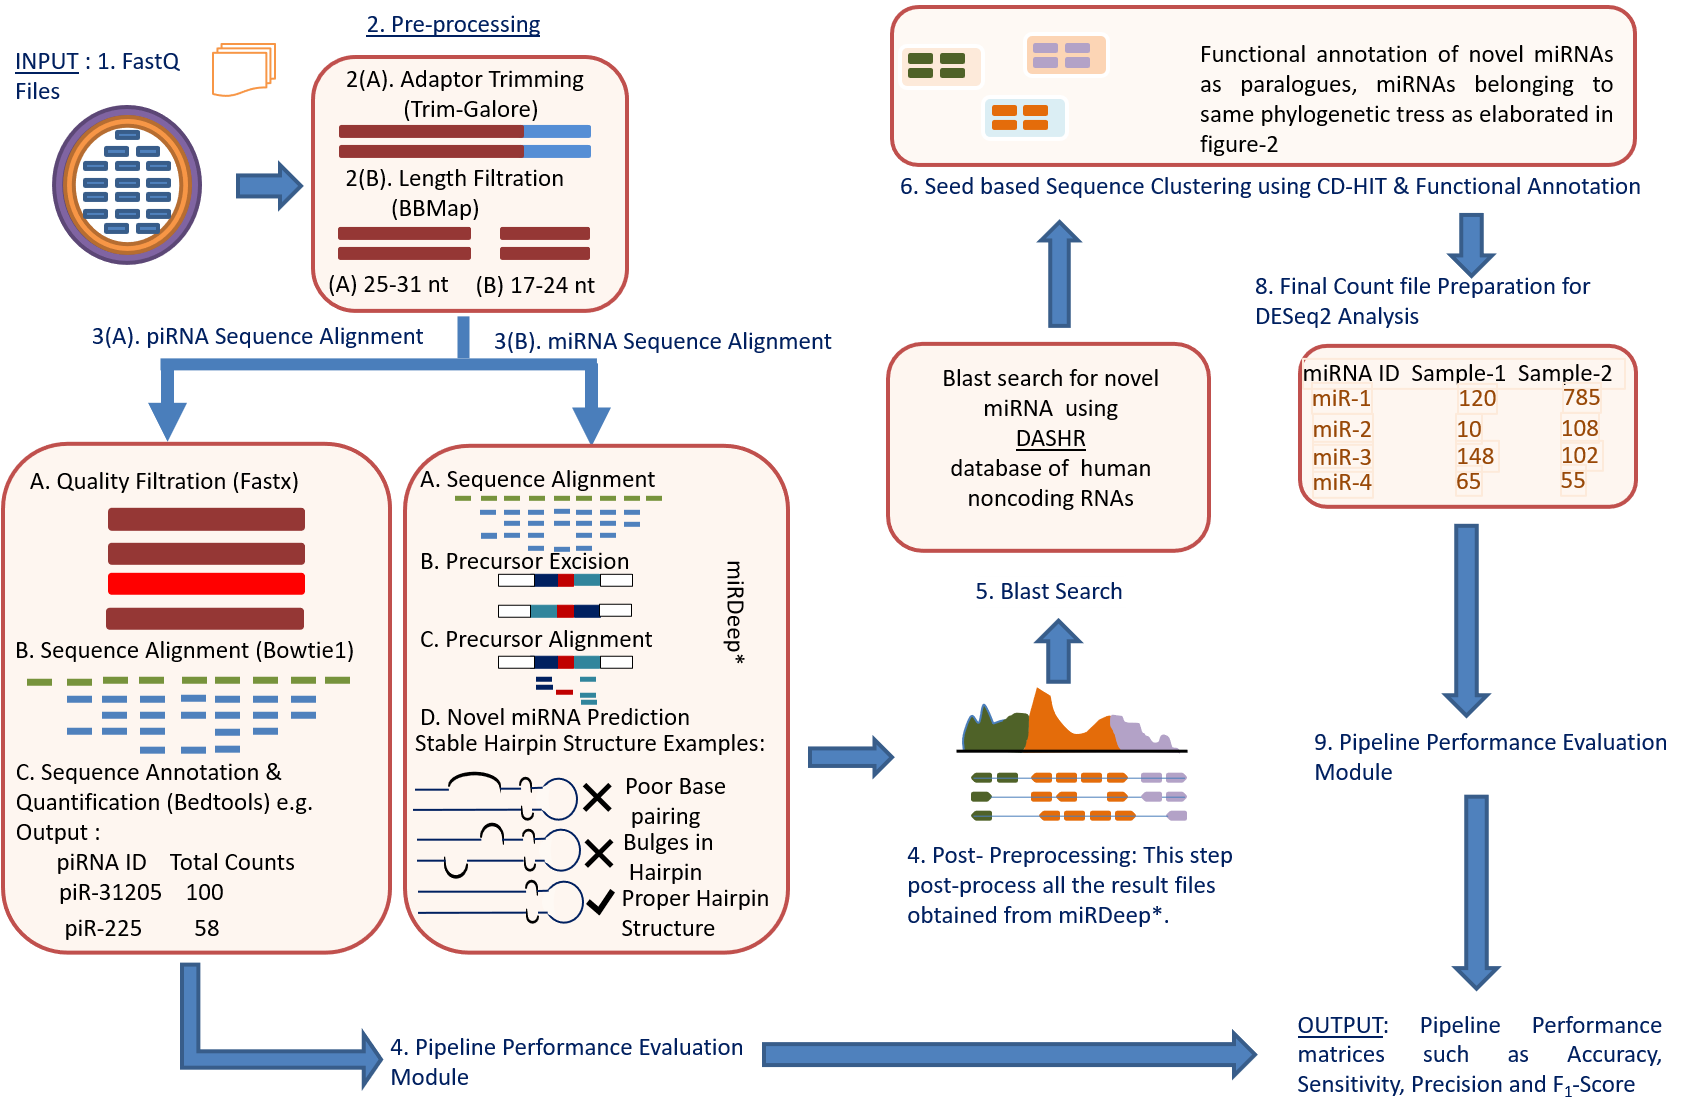 INPUT : 1. FastQ
Files
2. Pre-processing
2(A). Adaptor Trimming
(Trim-Galore)
2(B). Length Filtration
(BBMap)
(A) 25-31 nt (B) 17-24 nt
3(A). piRNA Sequence Alignment
3(B). miRNA Sequence Alignment
A. Quality Filtration (Fastx)
B. Sequence Alignment (Bowtie1)
C. Sequence Annotation &
Quantification (Bedtools) e.g.
Output :
piRNA ID Total Counts
piR-31205 100
piR-225 58
A. Sequence Alignment
B. Precursor Excision
C. Precursor Alignment
D. Novel miRNA Prediction
Stable Hairpin Structure Examples:
Poor Base
pairing
Bulges in
Hairpin
Proper Hairpin
Structure
miRDeep*
4. Post- Preprocessing: This step
post-process all the result files
obtained from miRDeep*.
5. Blast Search
Blast search for novel
miRNA using
DASHR
database of human
noncoding RNAs
Functional annotation of novel miRNAs
as paralogues, miRNAs belonging to
same phylogenetic tress as elaborated in
figure-2
6. Seed based Sequence Clustering using CD-HIT & Functional Annotation
8. Final Count file Preparation for
DESeq2 Analysis
miRNA ID Sample-1 Sample-2
miR-1 120 785
miR-2 10 108
miR-3 148 102
miR-4 65 55
9. Pipeline Performance Evaluation
Module
4. Pipeline Performance Evaluation
Module
OUTPUT: Pipeline Performance
matrices such as Accuracy,
Sensitivity, Precision and F1-Score